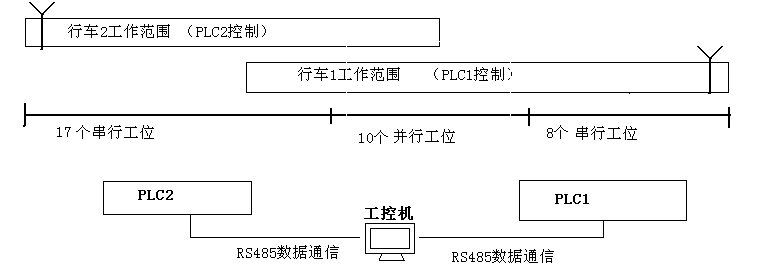 行车2工作范围 （PLC2控制）
行车1工作范围 （PLC1控制）
17 个串行工位
10个 并行工位
8个 串行工位
PLC2
工控机
PLC1
RS485数据通信
RS485数据通信